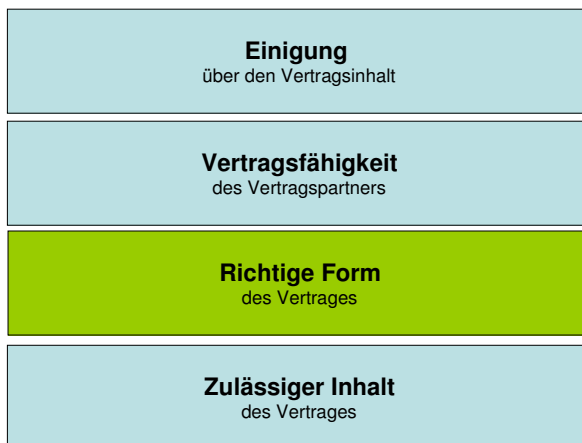 Einigung
über den Vertragsinhalt
Vertragsfähigkeit
des Vertragspartners
Richtige Form
des Vertrages
Zulässiger Inhalt
des Vertrages